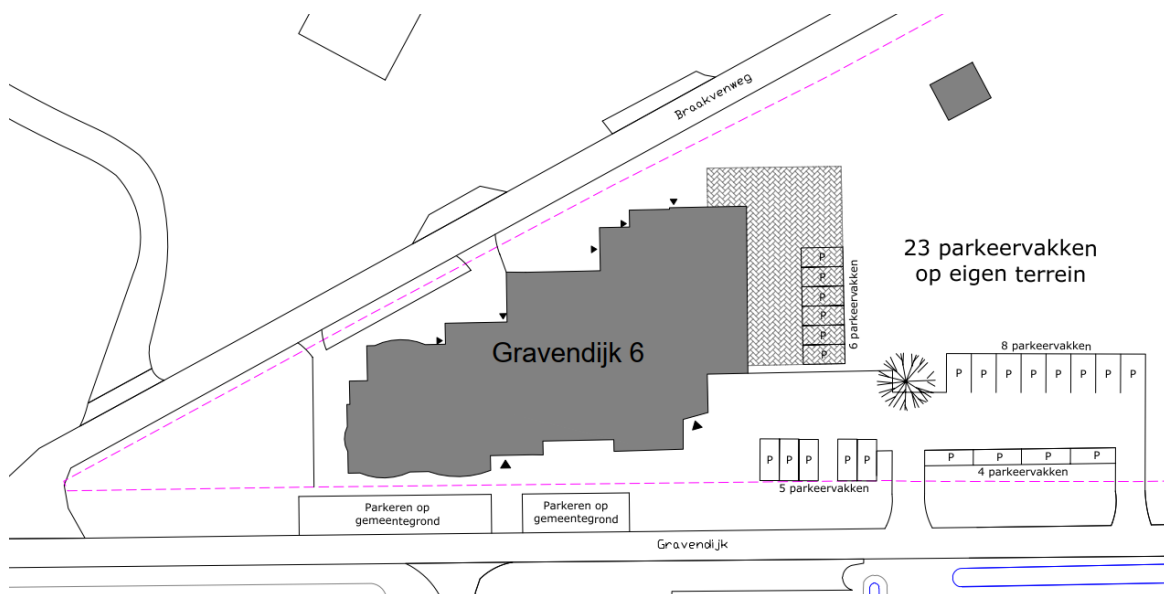 Braakvenweg
23 parkeervakken
op eigen terrein
P
P
P
P
P
P
6 parkeervakken
Gravendijk 6
8 parkeervakken
P P P P P P P P
P P P P P
5 parkeervakken
P P P P
4 parkeervakken
Parkeren op
gemeentegrond
Parkeren op
gemeentegrond
Gravendijk